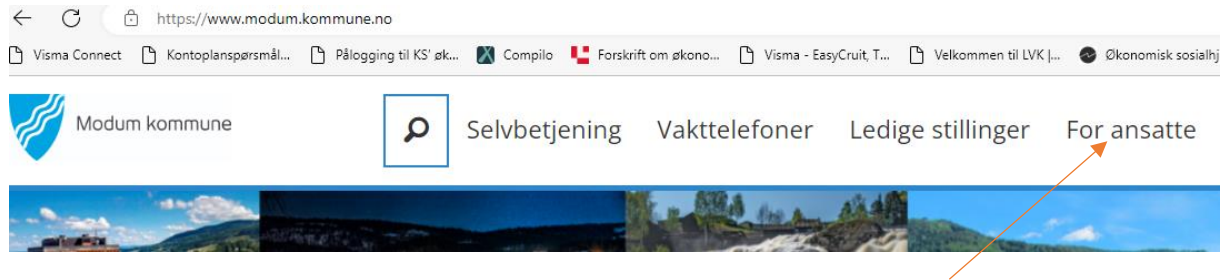 https://www.modum.kommune.no
Visma Connect Kontoplanspørsmål... Pålogging til KS' øk... Compilo Forskrift om økono... Visma - EasyCruit, T... Velkommen til LVK |... Økonomisk sosialhj
Modum kommune Selvbetjening Vakttelefoner Ledige stillinger For ansatte